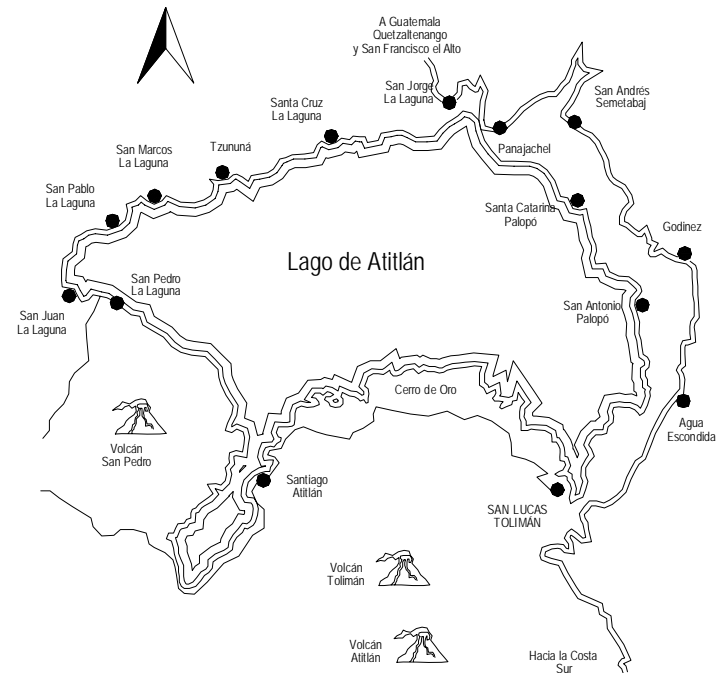 A Guatemala
Quetzaltenango
y San Francisco el Alto
San Jorge
La Laguna
San Andrés
Semetabaj
Santa Cruz
La Laguna
Panajachel
San Marcos
La Laguna
Tzununá
San Pablo
La Laguna
Santa Catarina
Palopó
Godinez
Lago de Atitlán
San Pedro
La Laguna
San Juan
La Laguna
San Antonio
Palopó
Cerro de Oro
Agua
Escondida
Volcán
San Pedro
Santiago
Atitlán
SAN LUCAS
TOLIMÁN
Volcán
Tolimán
Volcán
Atitlán
Hacia la Costa
Sur